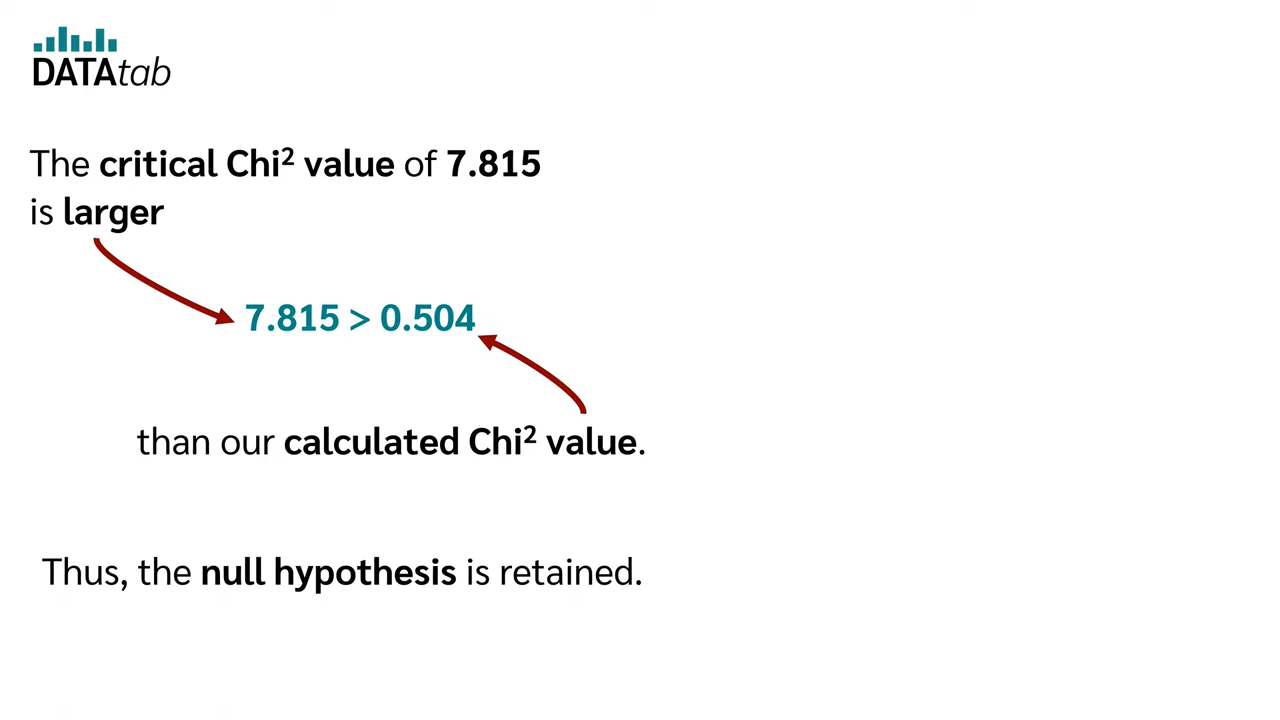 DATAtab
The critical Chi² value of 7.815
is larger
7.815 > 0.504
than our calculated Chi² value.
Thus, the null hypothesis is retained.